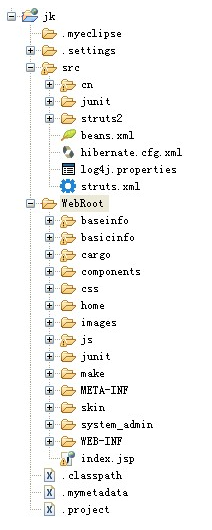 jk
.myeclipse
.settings
src
cn
junit
struts2
beans.xml
hibernate.cfg.xml
log4j.properties
struts.xml
WebRoot
baseinfo
basicinfo
cargo
components
css
home
images
js
junit
make
META-INF
skin
system_admin
WEB-INF
index.jsp
.classpath
.mymetadata
.project